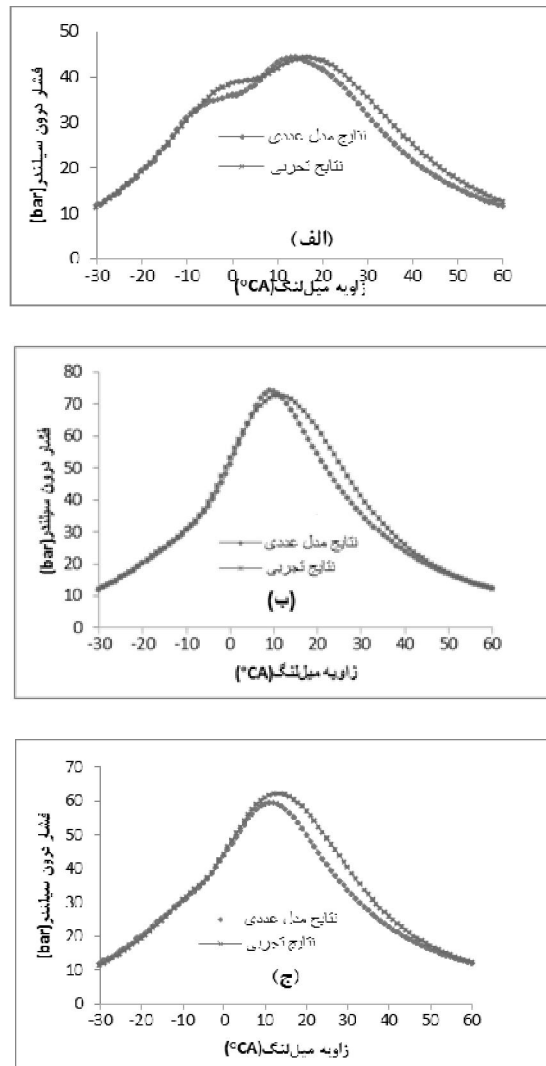 فشار درون سیلندر[bar]
50
40
30
20
10
0
نتایج مدل عددی
نتایج تجربی
(الف)
-30 -20 -10 0 10 20 30 40 50 60
زاویه میل‌لنگ(°CA)
فشار درون سیلندر[bar]
80
70
60
50
40
30
20
10
0
نتایج مدل عددی
نتایج تجربی
(ب)
-30 -20 -10 0 10 20 30 40 50 60
زاویه میل‌لنگ(°CA)
فشار درون سیلندر[bar]
70
60
50
40
30
20
10
0
نتایج مدل عددی
نتایج تجربی
(ج)
-30 -20 -10 0 10 20 30 40 50 60
زاویه میل‌لنگ(°CA)